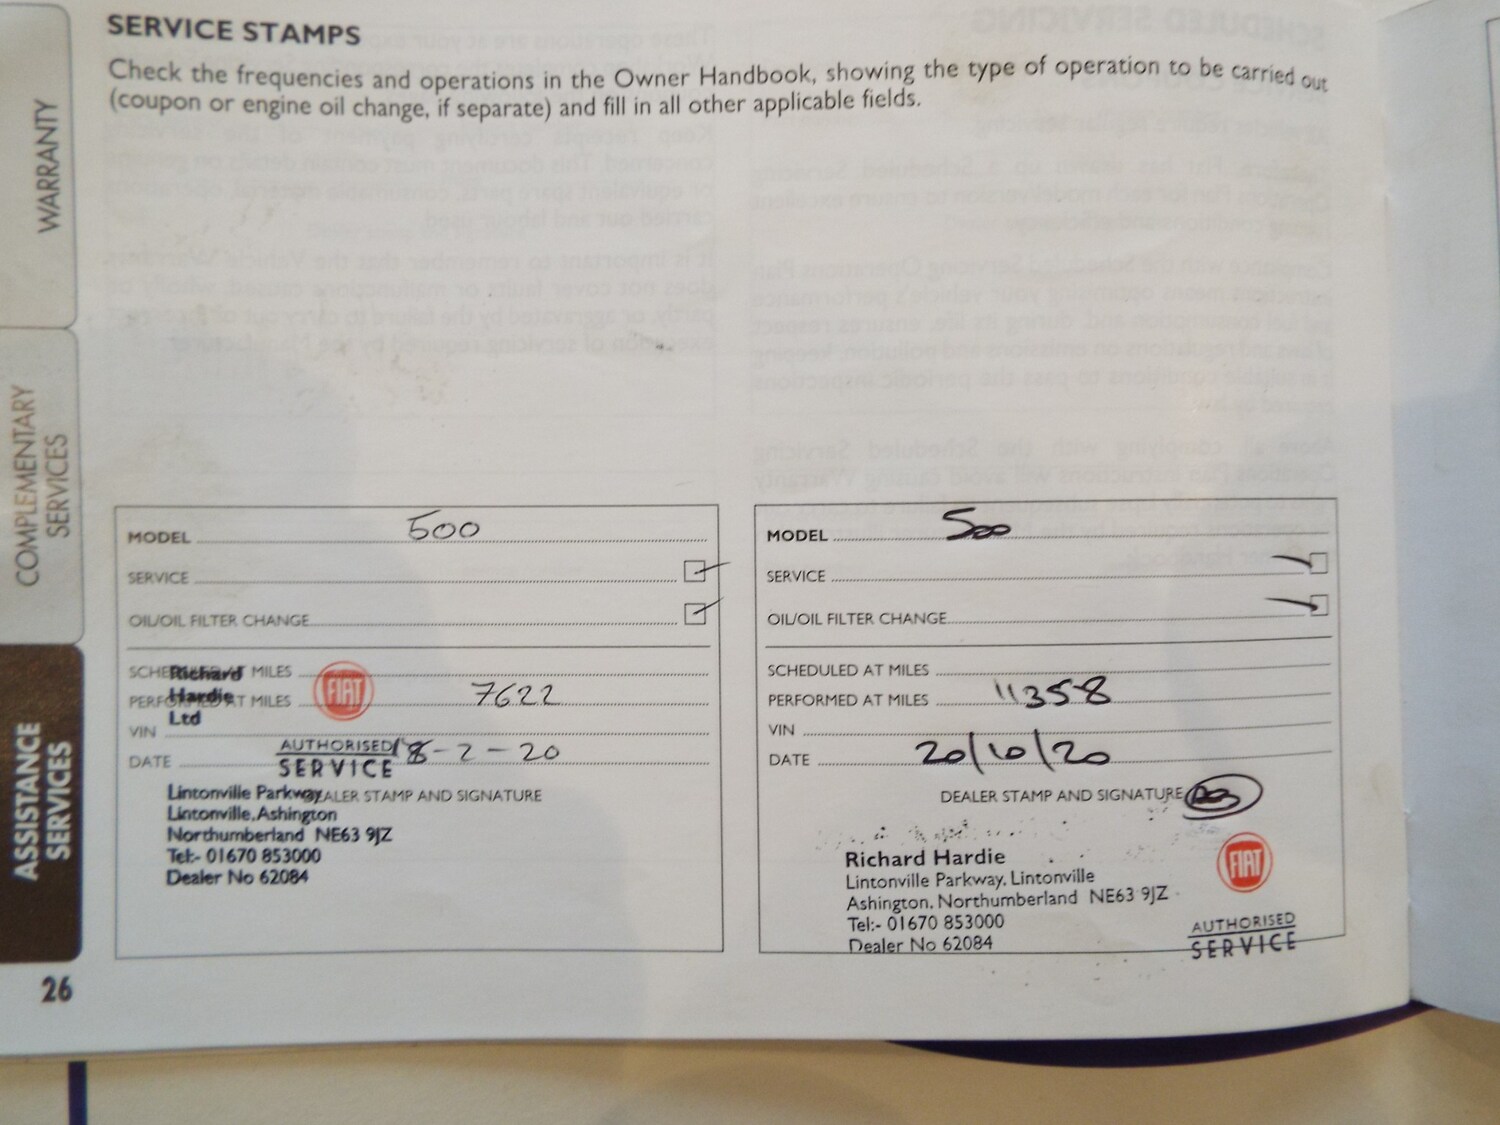 SERVICE STAMPS
Check the frequencies and operations in the Owner Handbook, showing the type of operation to be carried out
(coupon or engine oil change, if separate) and fill in all other applicable fields.
WARRANTY
COMPLEMENTARY
SERVICES
ASSISTANCE
SERVICES
26
MODEL 500
SERVICE
OIL/OIL FILTER CHANGE
SCHEDULED AT MILES
PERFORMED AT MILES 7622
VIN
DATE 18-2-20
DEALER STAMP AND SIGNATURE
Richard
Hardie
Ltd
FIAT
AUTHORISED
SERVICE
Lintonville Parkway
Lintonville, Ashington
Northumberland NE63 9JZ
Tel:- 01670 853000
Dealer No 62084
MODEL 500
SERVICE
OIL/OIL FILTER CHANGE
SCHEDULED AT MILES
PERFORMED AT MILES 11358
VIN
DATE 20/10/20
DEALER STAMP AND SIGNATURE
Richard Hardie
Lintonville Parkway, Lintonville
Ashington, Northumberland NE63 9JZ
Tel:- 01670 853000
Dealer No 62084
FIAT
AUTHORISED
SERVICE